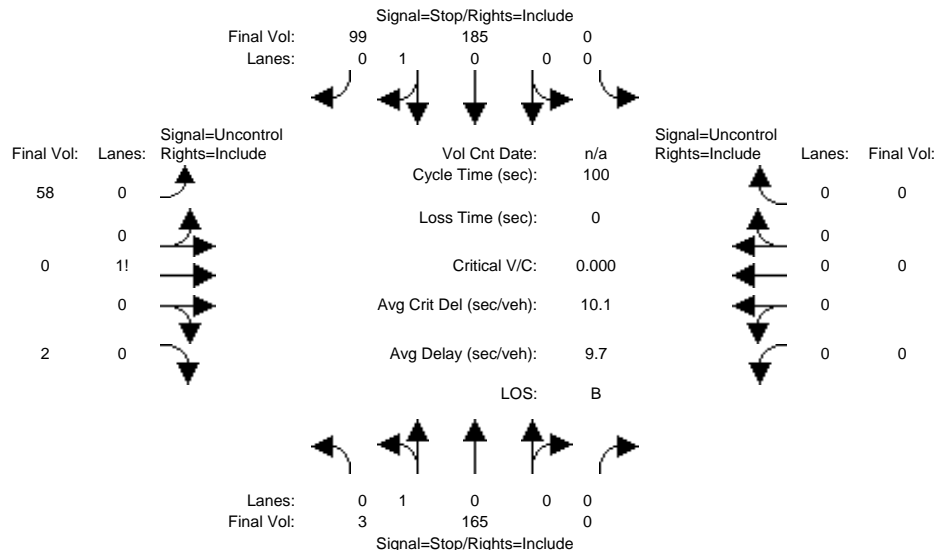 Signal=Stop/Rights=Include
Final Vol: 99 185 0
Lanes: 0 1 0 0 0
Signal=Uncontrol Signal=Uncontrol
Final Vol: Lanes: Rights=Include Vol Cnt Date: n/a Rights=Include Lanes: Final Vol:
Cycle Time (sec): 100
58 0 0 0
Loss Time (sec): 0
0 0
0 1! Critical V/C: 0.000 0 0
0 Avg Crit Del (sec/veh): 10.1 0
2 0 Avg Delay (sec/veh): 9.7 0 0
LOS: B
Lanes: 0 1 0 0 0
Final Vol: 3 165 0
Signal=Stop/Rights=Include